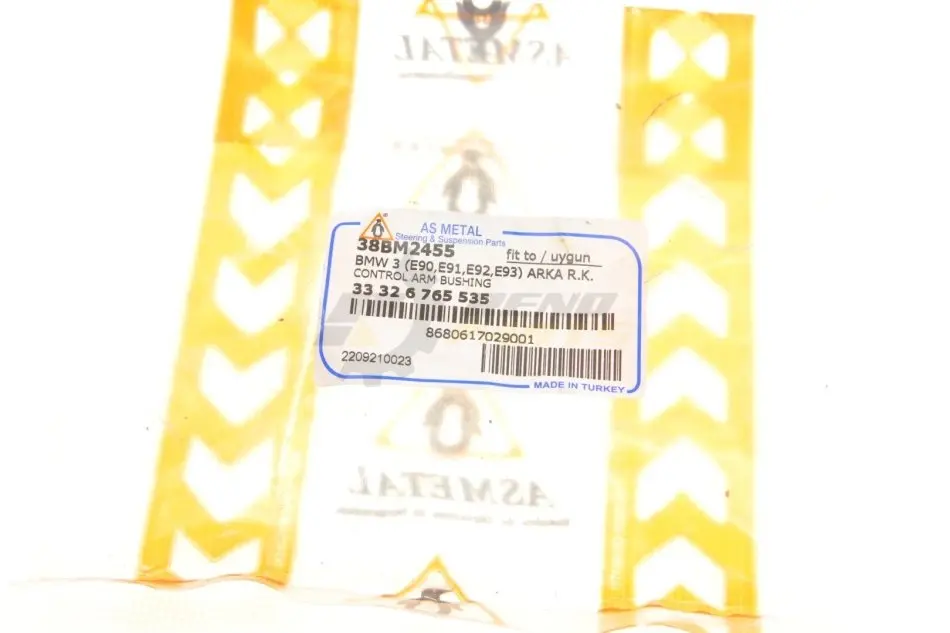 ASMETAL
AS METAL
Steering & Suspension Parts
38BM2455
fit to / uygun
BMW 3 (E90,E91,E92,E93) ARKA R.K.
CONTROL ARM BUSHING
33 32 6 765 535
8680617029001
2209210023
MADE IN TURKEY
ASMETAL